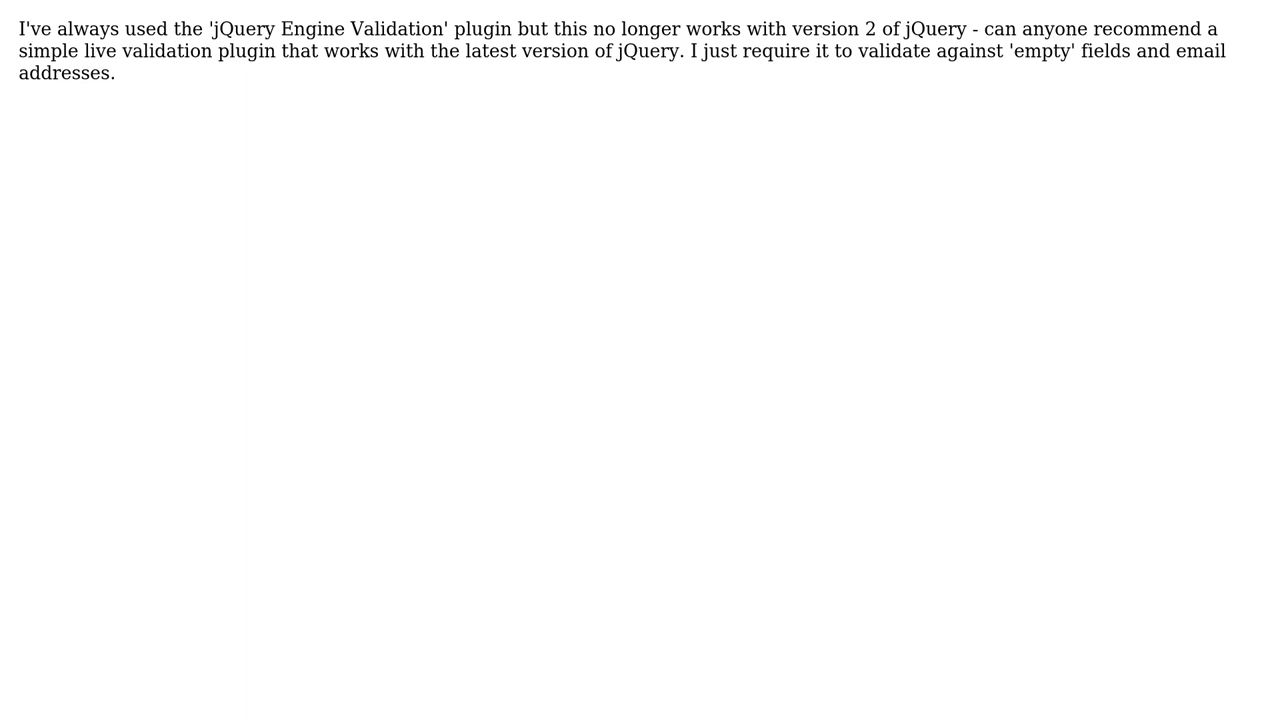 I've always used the 'jQuery Engine Validation' plugin but this no longer works with version 2 of jQuery - can anyone recommend a
simple live validation plugin that works with the latest version of jQuery. I just require it to validate against 'empty' fields and email
addresses.